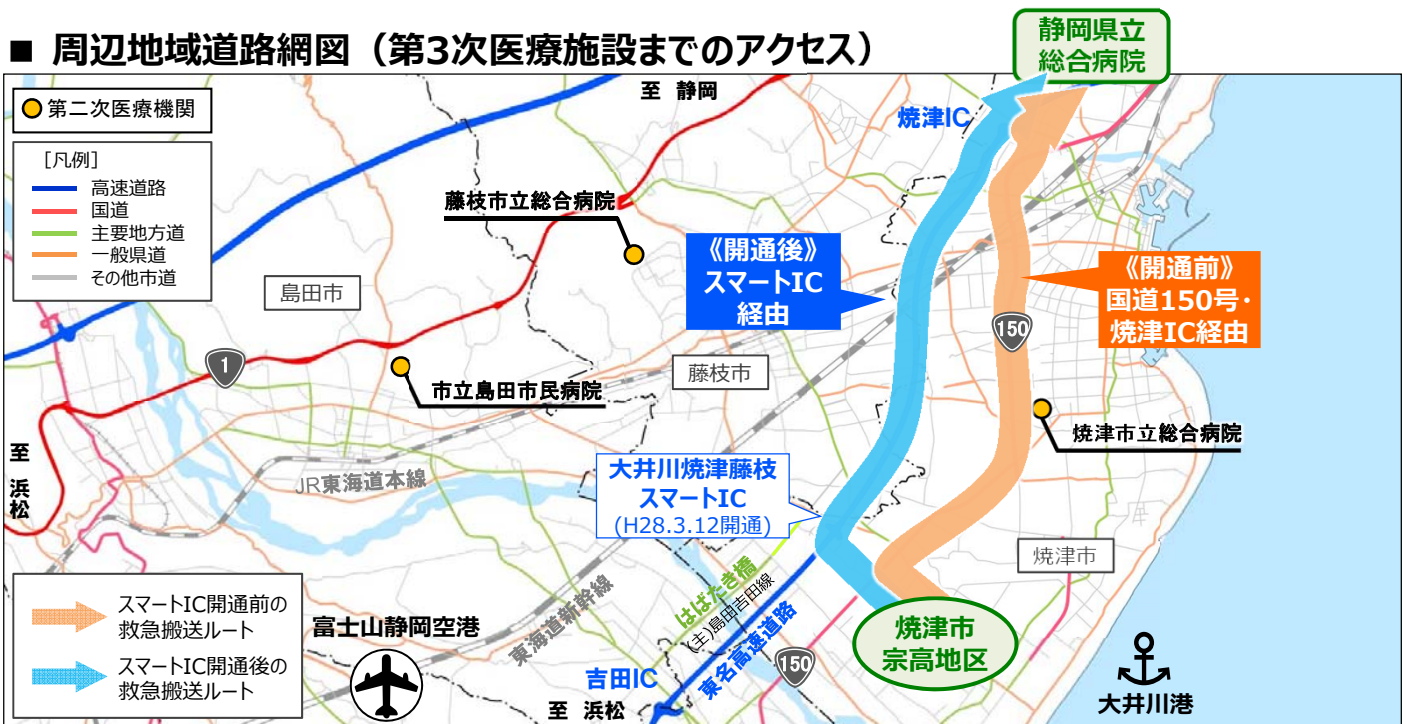 ■ 周辺地域道路網図（第3次医療施設までのアクセス）
静岡県立
総合病院
第二次医療機関
[凡例]
高速道路
国道
主要地方道
一般県道
その他市道
至 静岡
焼津IC
藤枝市立総合病院
《開通後》
スマートIC
経由
《開通前》
国道150号・
焼津IC経由
島田市
150
1
藤枝市
市立島田市民病院
焼津市立総合病院
至
浜松
JR東海道本線
大井川焼津藤枝
スマートIC
(H28.3.12開通)
焼津市
はばたき橋
(主)島田吉田線
東名高速道路
東海道新幹線
スマートIC開通前の
救急搬送ルート
スマートIC開通後の
救急搬送ルート
富士山静岡空港
焼津市
宗高地区
150
吉田IC
至 浜松
大井川港